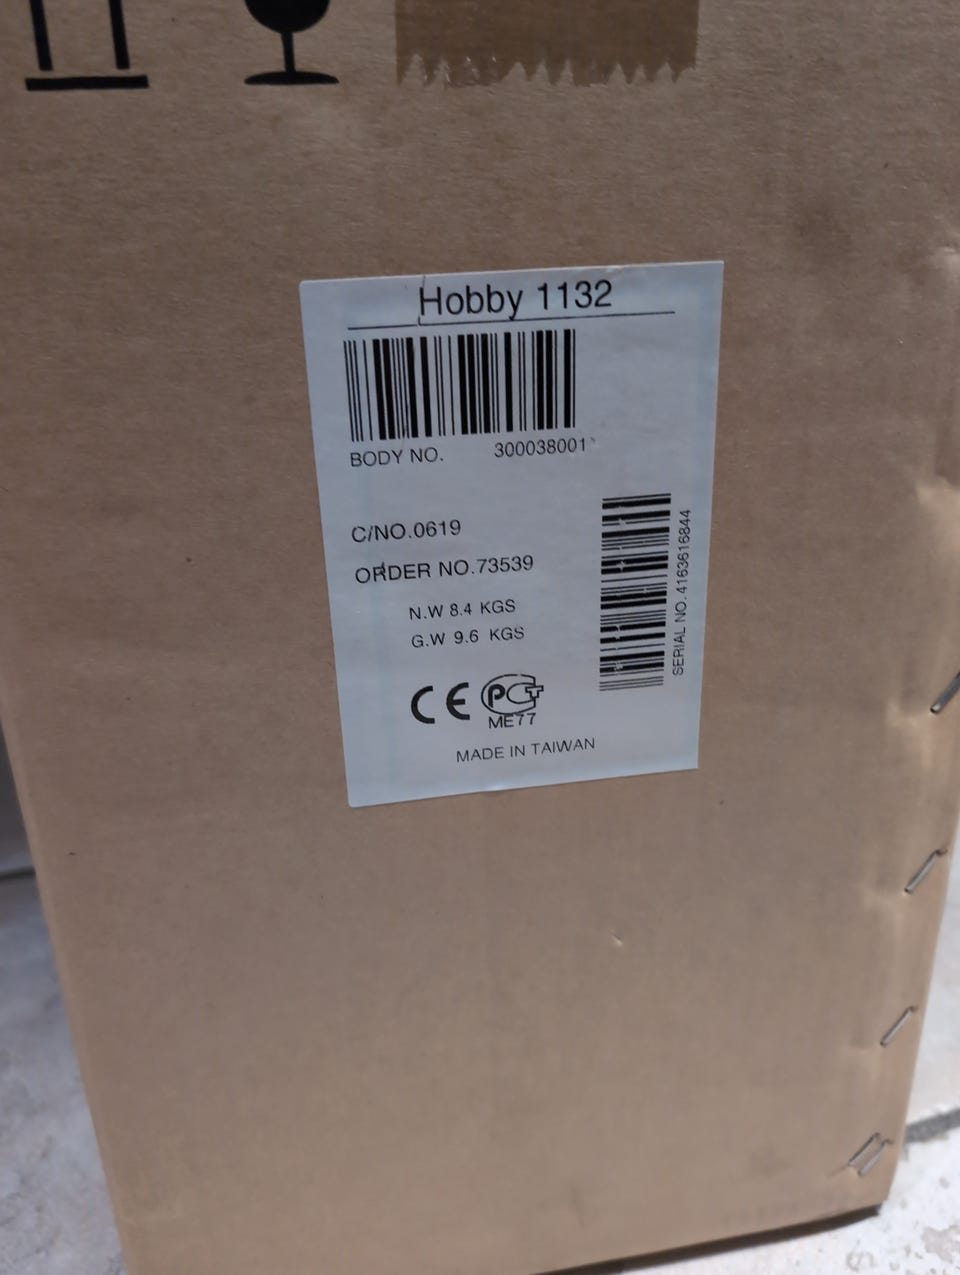 Hobby 1132
BODY NO. 300038001
C/NO.0619
ORDER NO.73539
N.W 8.4 KGS
G.W 9.6 KGS
SERIAL NO. 4163616844
CE PCT
ME77
MADE IN TAIWAN